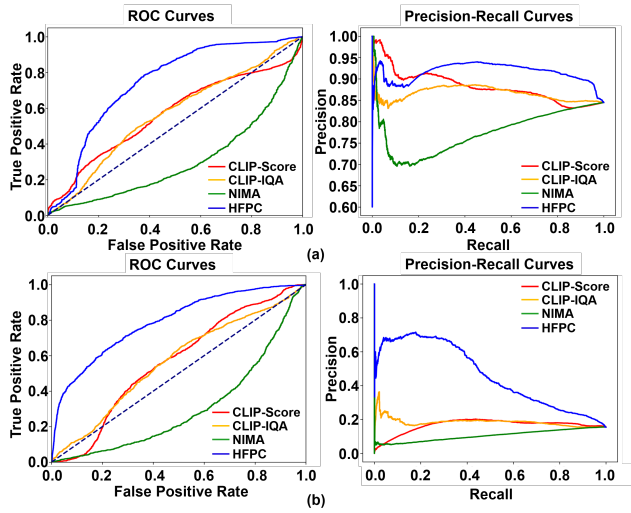 ROC Curves
True Positive Rate
1.0
0.8
0.6
0.4
0.2
0.0
CLIP-Score
CLIP-IQA
NIMA
HFPC
0.0 0.2 0.4 0.6 0.8 1.0
False Positive Rate
Precision-Recall Curves
Precision
1.00
0.95
0.90
0.85
0.80
0.75
0.70
0.65
0.60
CLIP-Score
CLIP-IQA
NIMA
HFPC
0.0 0.2 0.4 0.6 0.8 1.0
Recall
(a)
ROC Curves
True Positive Rate
1.0
0.8
0.6
0.4
0.2
0.0
CLIP-Score
CLIP-IQA
NIMA
HFPC
0.0 0.2 0.4 0.6 0.8 1.0
False Positive Rate
Precision-Recall Curves
Precision
1.0
0.8
0.6
0.4
0.2
0.0
CLIP-Score
CLIP-IQA
NIMA
HFPC
0.0 0.2 0.4 0.6 0.8 1.0
Recall
(b)